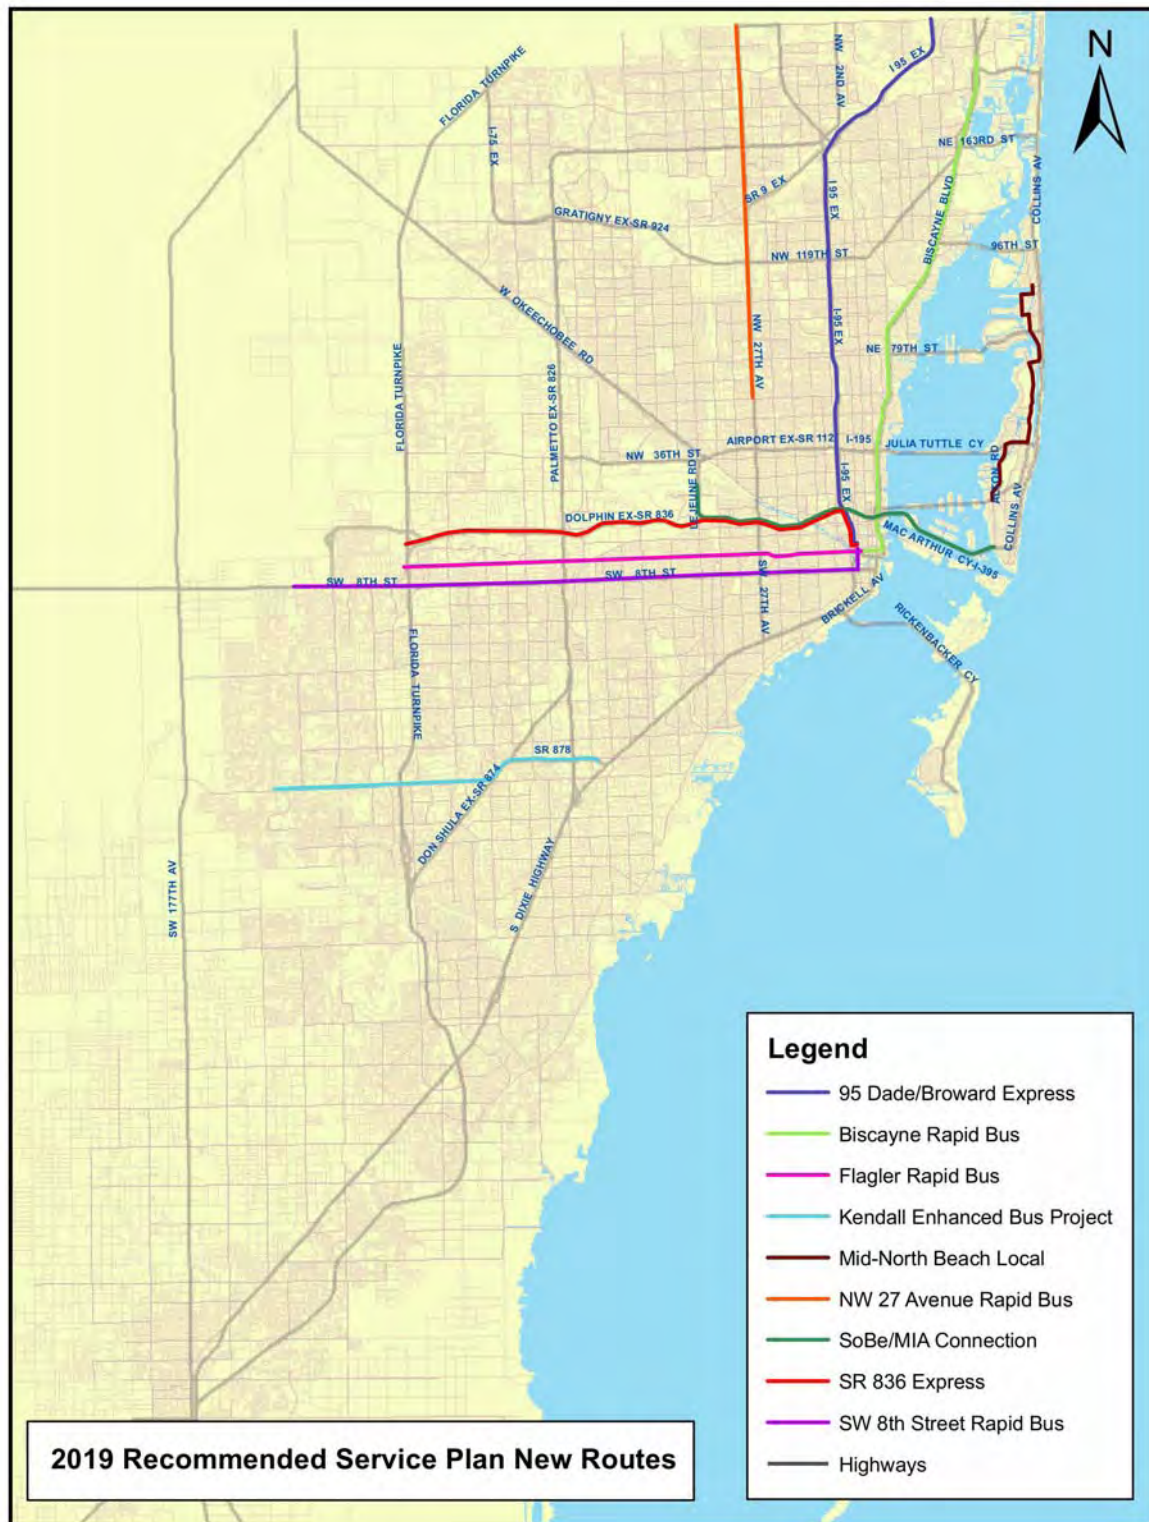 N
NW 2ND AV
I 95 EX
FLORIDA TURNPIKE
I-75 EX
NE 163RD ST
COLLINS AV
SR 9 EX
I 95 EX
BISCAYNE BLVD
GRATIGNY EX-SR 924
NW 119TH ST
96TH ST
W OKEECHOBEE RD
I-95 EX
NW 27TH AV
NE 79TH ST
FLORIDA TURNPIKE
PALMETTO EX-SR 826
AIRPORT EX-SR 112
I-195
JULIA TUTTLE CY
NW 36TH ST
LEJEUNE RD
I-95 EX
ALTON RD
COLLINS AV
DOLPHIN EX-SR 836
MAC ARTHUR CY-I-395
SW 8TH ST
SW 8TH ST
SW 27TH AV
BRICKELL AV
RICKENBACKER CY
FLORIDA TURNPIKE
SR 878
DON SHULA EX-SR 874
S DIXIE HIGHWAY
SW 177TH AV
Legend
95 Dade/Broward Express
Biscayne Rapid Bus
Flagler Rapid Bus
Kendall Enhanced Bus Project
Mid-North Beach Local
NW 27 Avenue Rapid Bus
SoBe/MIA Connection
SR 836 Express
SW 8th Street Rapid Bus
Highways
2019 Recommended Service Plan New Routes